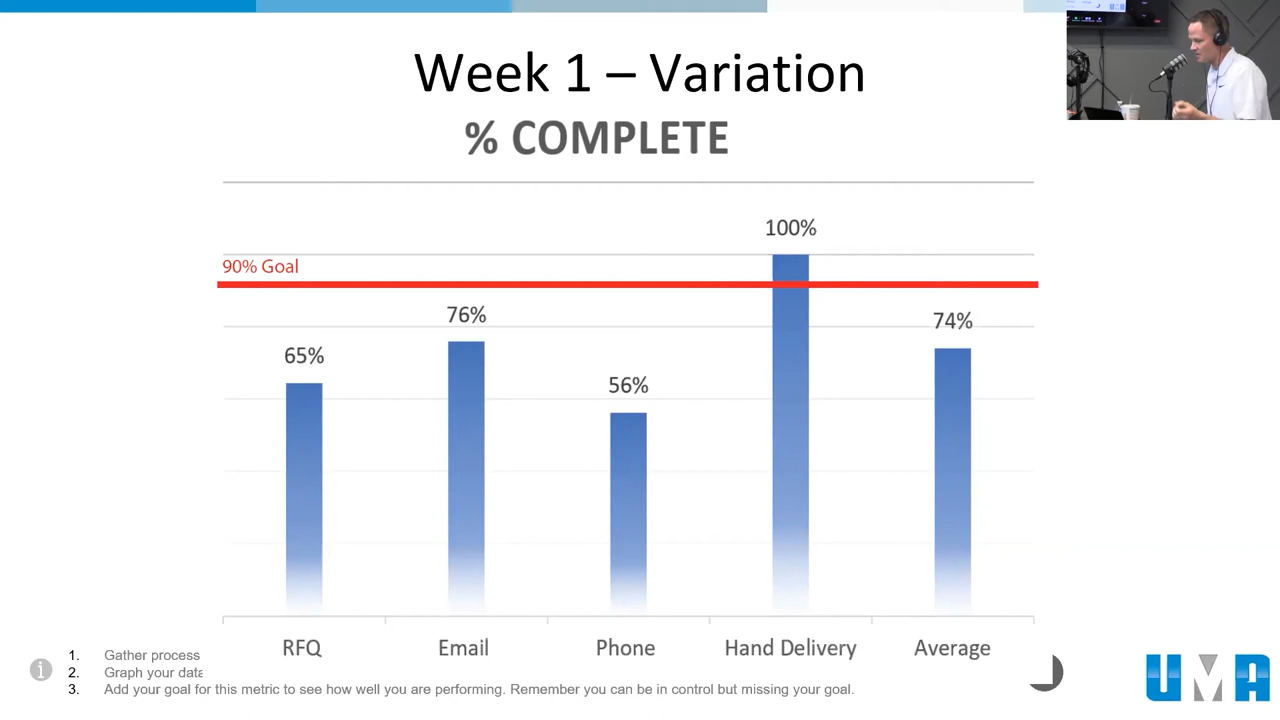 Week 1 – Variation
% COMPLETE
100%
90% Goal
76%
74%
65%
56%
RFQ
Email
Phone
Hand Delivery
Average
1. Gather process
2. Graph your data
3. Add your goal for this metric to see how well you are performing. Remember you can be in control but missing your goal.
UMA